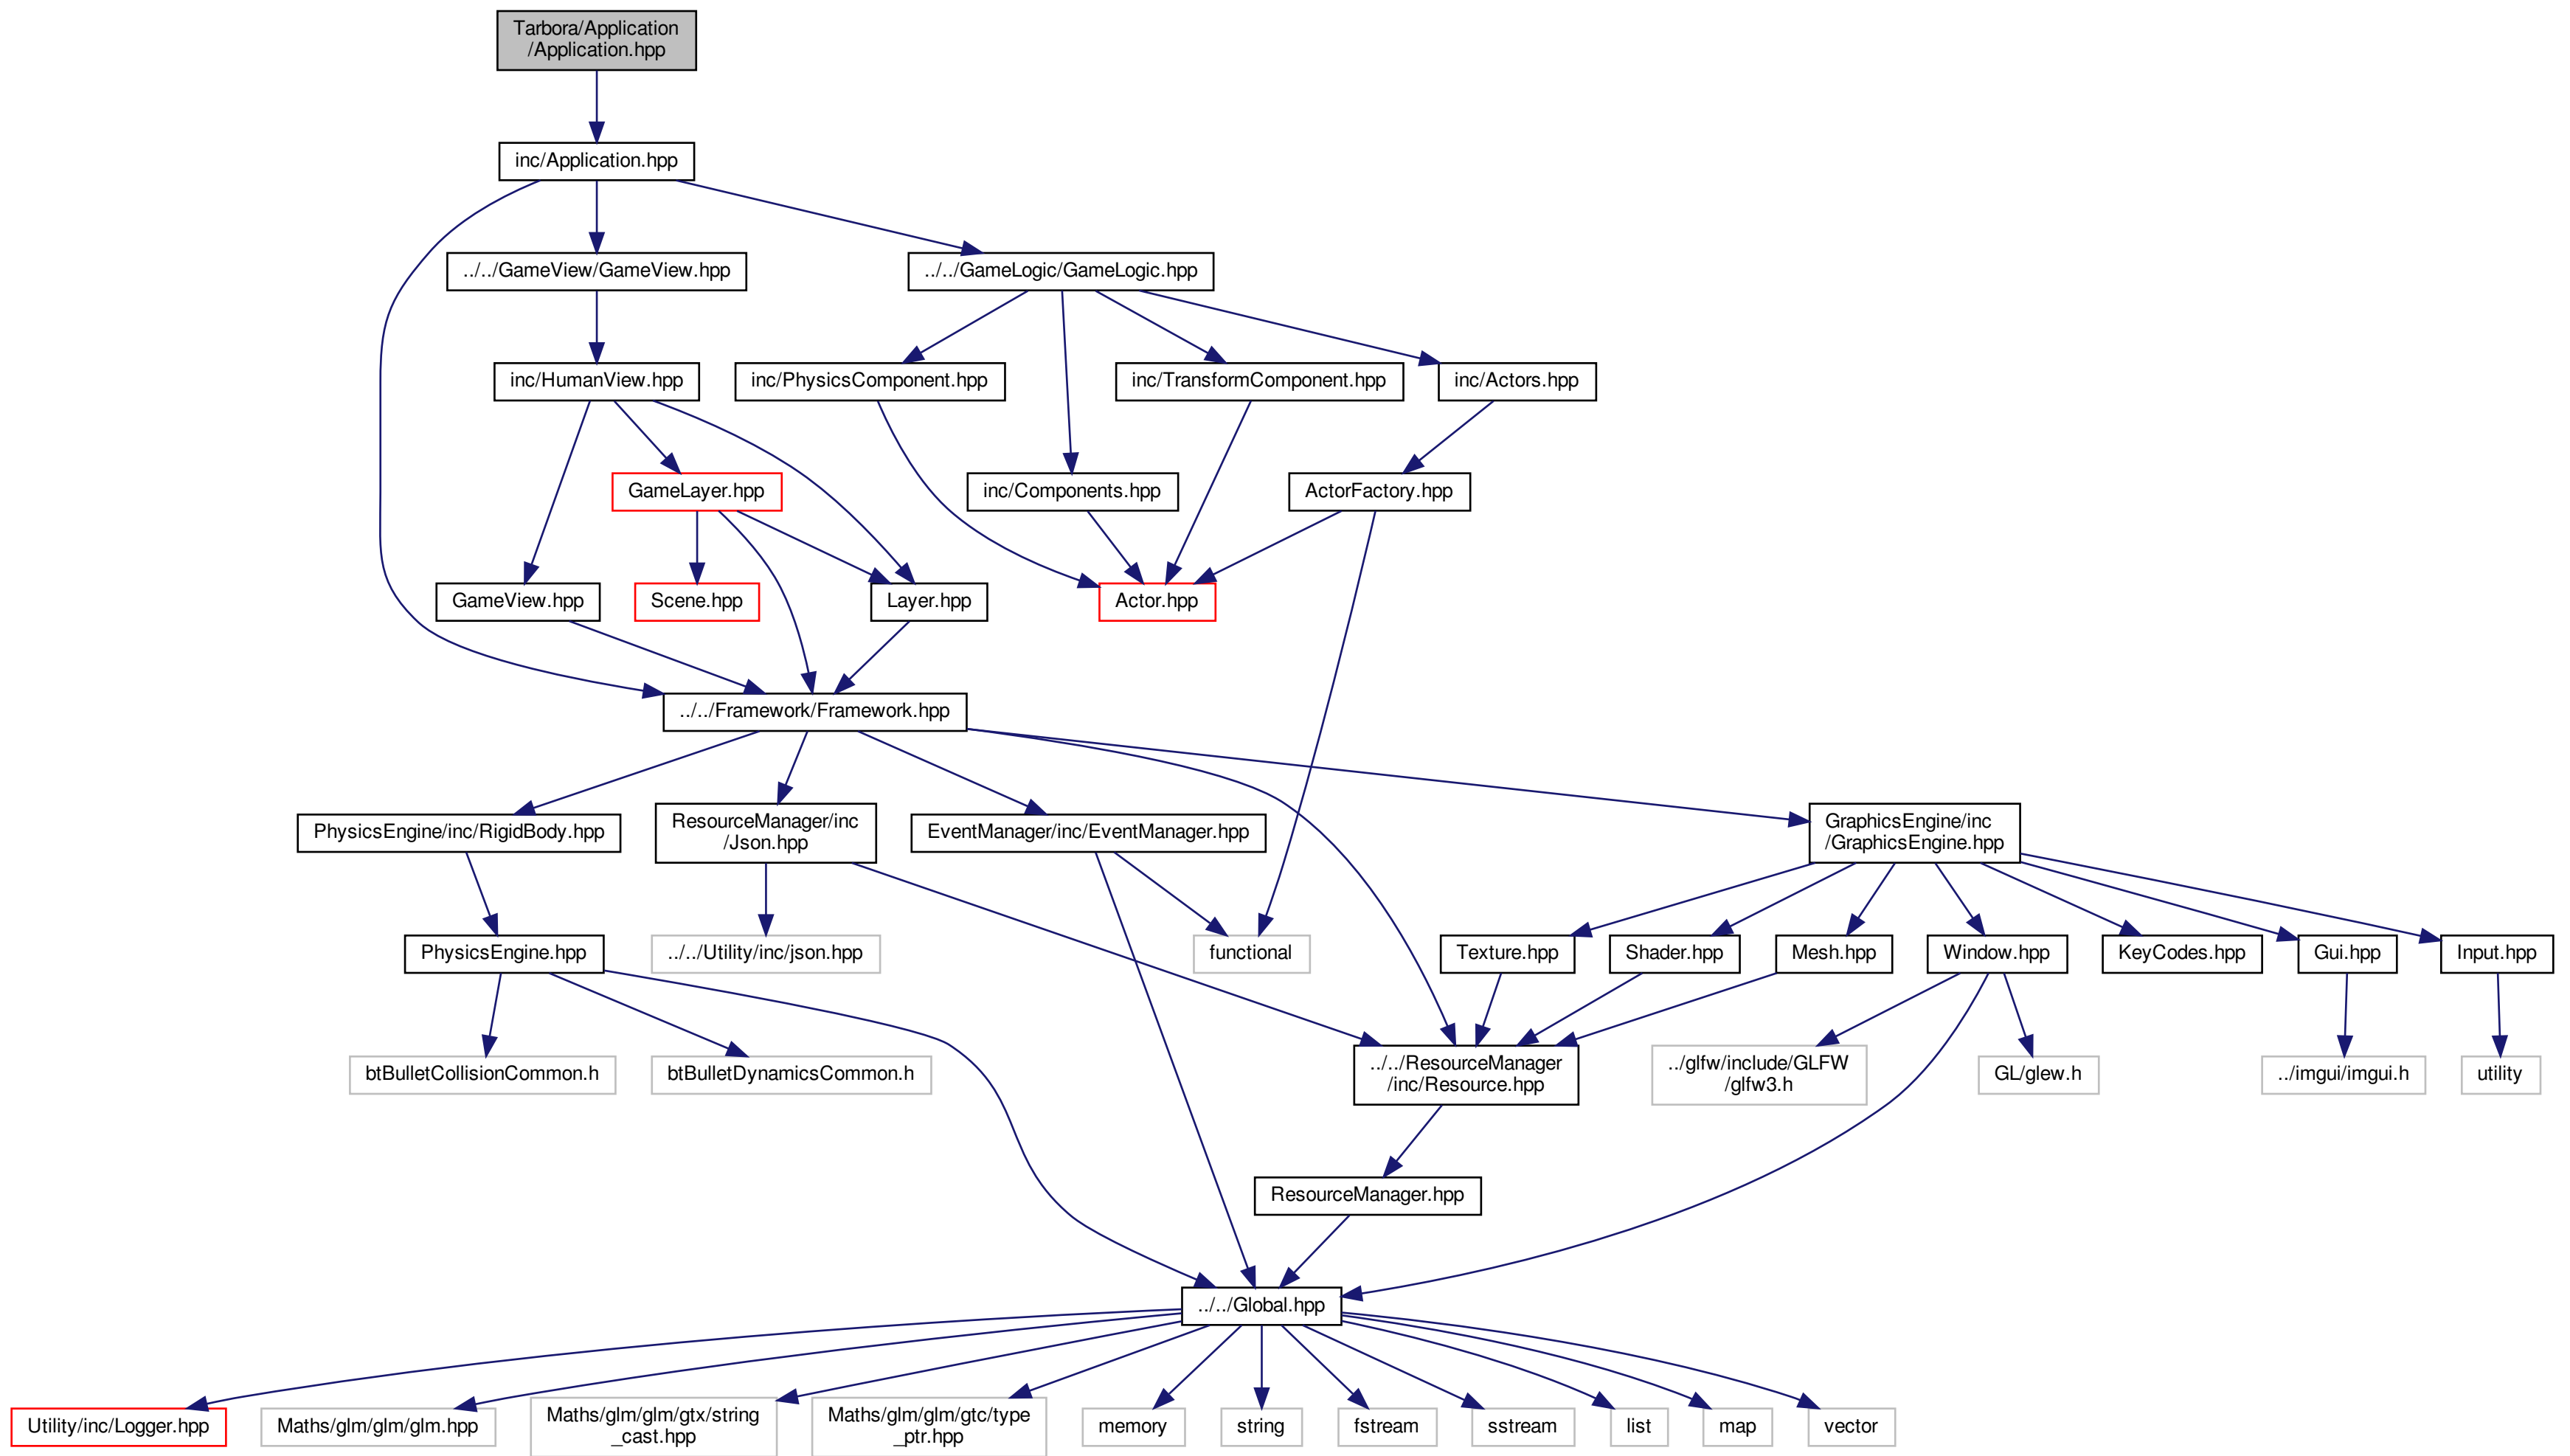 Tarbora/Application
/Application.hpp
inc/Application.hpp
../../GameView/GameView.hpp
../../GameLogic/GameLogic.hpp
inc/HumanView.hpp
inc/PhysicsComponent.hpp
inc/TransformComponent.hpp
inc/Actors.hpp
GameLayer.hpp
inc/Components.hpp
ActorFactory.hpp
GameView.hpp
Scene.hpp
Layer.hpp
Actor.hpp
../../Framework/Framework.hpp
PhysicsEngine/inc/RigidBody.hpp
ResourceManager/inc
/Json.hpp
EventManager/inc/EventManager.hpp
GraphicsEngine/inc
/GraphicsEngine.hpp
PhysicsEngine.hpp
../../Utility/inc/json.hpp
functional
Texture.hpp
Shader.hpp
Mesh.hpp
Window.hpp
KeyCodes.hpp
Gui.hpp
Input.hpp
btBulletCollisionCommon.h
btBulletDynamicsCommon.h
../../ResourceManager
/inc/Resource.hpp
../glfw/include/GLFW
/glfw3.h
GL/glew.h
../imgui/imgui.h
utility
ResourceManager.hpp
../../Global.hpp
Utility/inc/Logger.hpp
Maths/glm/glm/glm.hpp
Maths/glm/glm/gtx/string
_cast.hpp
Maths/glm/glm/gtc/type
_ptr.hpp
memory
string
fstream
sstream
list
map
vector